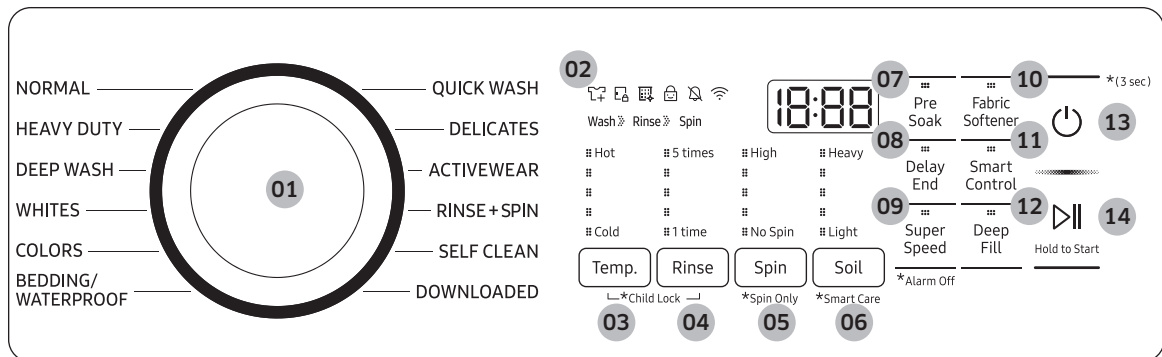 NORMAL
HEAVY DUTY
DEEP WASH
WHITES
COLORS
BEDDING/
WATERPROOF
01
QUICK WASH
DELICATES
ACTIVEWEAR
RINSE+SPIN
SELF CLEAN
DOWNLOADED
02
Wash Rinse Spin
18:88
Hot 5 times High Heavy
Cold 1 time No Spin Light
Temp. Rinse Spin Soil
*Child Lock *Spin Only *Smart Care
03 04 05 06
07
Pre
Soak
10
Fabric
Softener
08
Delay
End
11
Smart
Control
09
Super
Speed
*Alarm Off
12
Deep
Fill
*(3 sec)
13
14
Hold to Start